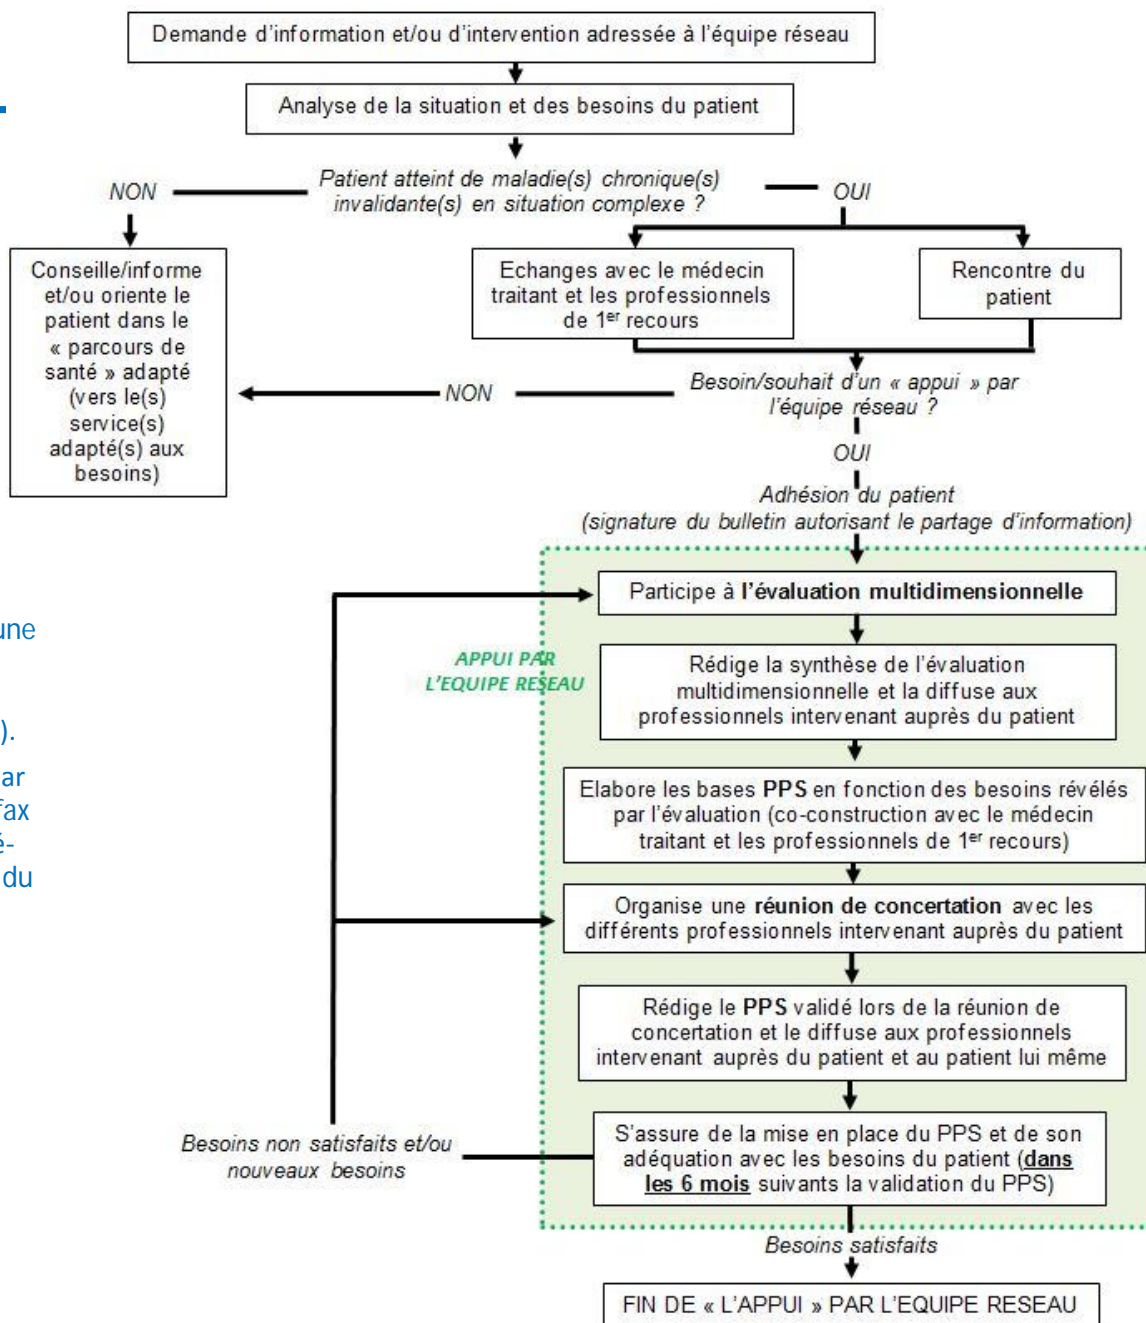 Demande d'information et/ou d'intervention adressée à l'équipe réseau
Analyse de la situation et des besoins du patient
Patient atteint de maladie(s) chronique(s)
invalidante(s) en situation complexe ?
NON
OUI
Conseille/informe
et/ou oriente le
patient dans le
« parcours de
santé » adapté
(vers le(s)
service(s)
adapté(s) aux
besoins)
Echanges avec le médecin
traitant et les professionnels
de 1er recours
Rencontre du
patient
Besoin/souhait d'un « appui » par
l'équipe réseau ?
NON
OUI
Adhésion du patient
(signature du bulletin autorisant le partage d'information)
une
).
ar
fax
é-
du
APPUI PAR
L'EQUIPE RESEAU
Participe à l'évaluation multidimensionnelle
Rédige la synthèse de l'évaluation
multidimensionnelle et la diffuse aux
professionnels intervenant auprès du patient
Elabore les bases PPS en fonction des besoins révélés
par l'évaluation (co-construction avec le médecin
traitant et les professionnels de 1er recours)
Organise une réunion de concertation avec les
différents professionnels intervenant auprès du patient
Rédige le PPS validé lors de la réunion de
concertation et le diffuse aux professionnels
intervenant auprès du patient et au patient lui même
S'assure de la mise en place du PPS et de son
adéquation avec les besoins du patient (dans
les 6 mois suivants la validation du PPS)
Besoins non satisfaits et/ou
nouveaux besoins
Besoins satisfaits
FIN DE « L'APPUI » PAR L'EQUIPE RESEAU